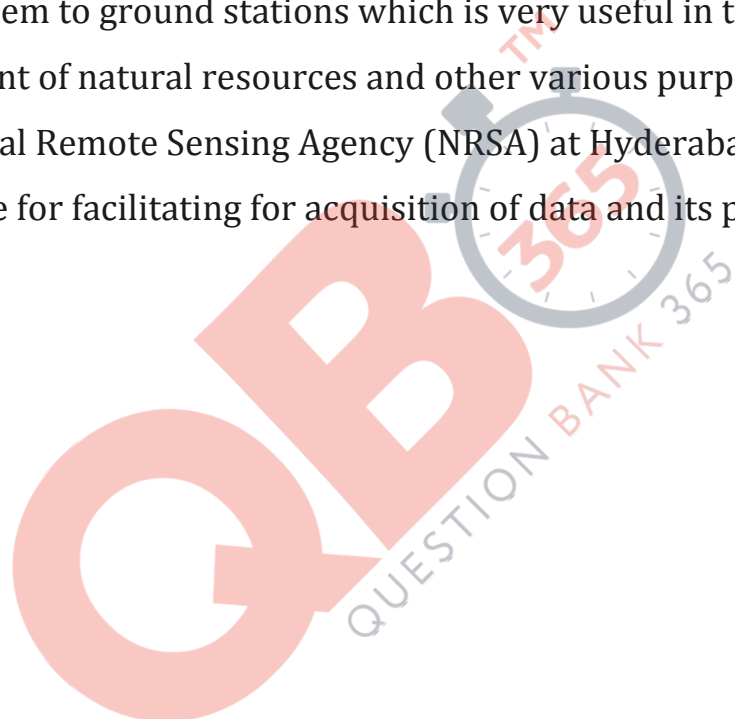 em to ground stations which is very useful in t
nt of natural resources and other various purp
al Remote Sensing Agency (NRSA) at Hyderaba
e for facilitating for acquisition of data and its p
TM
365
QB
QUESTION BANK 365